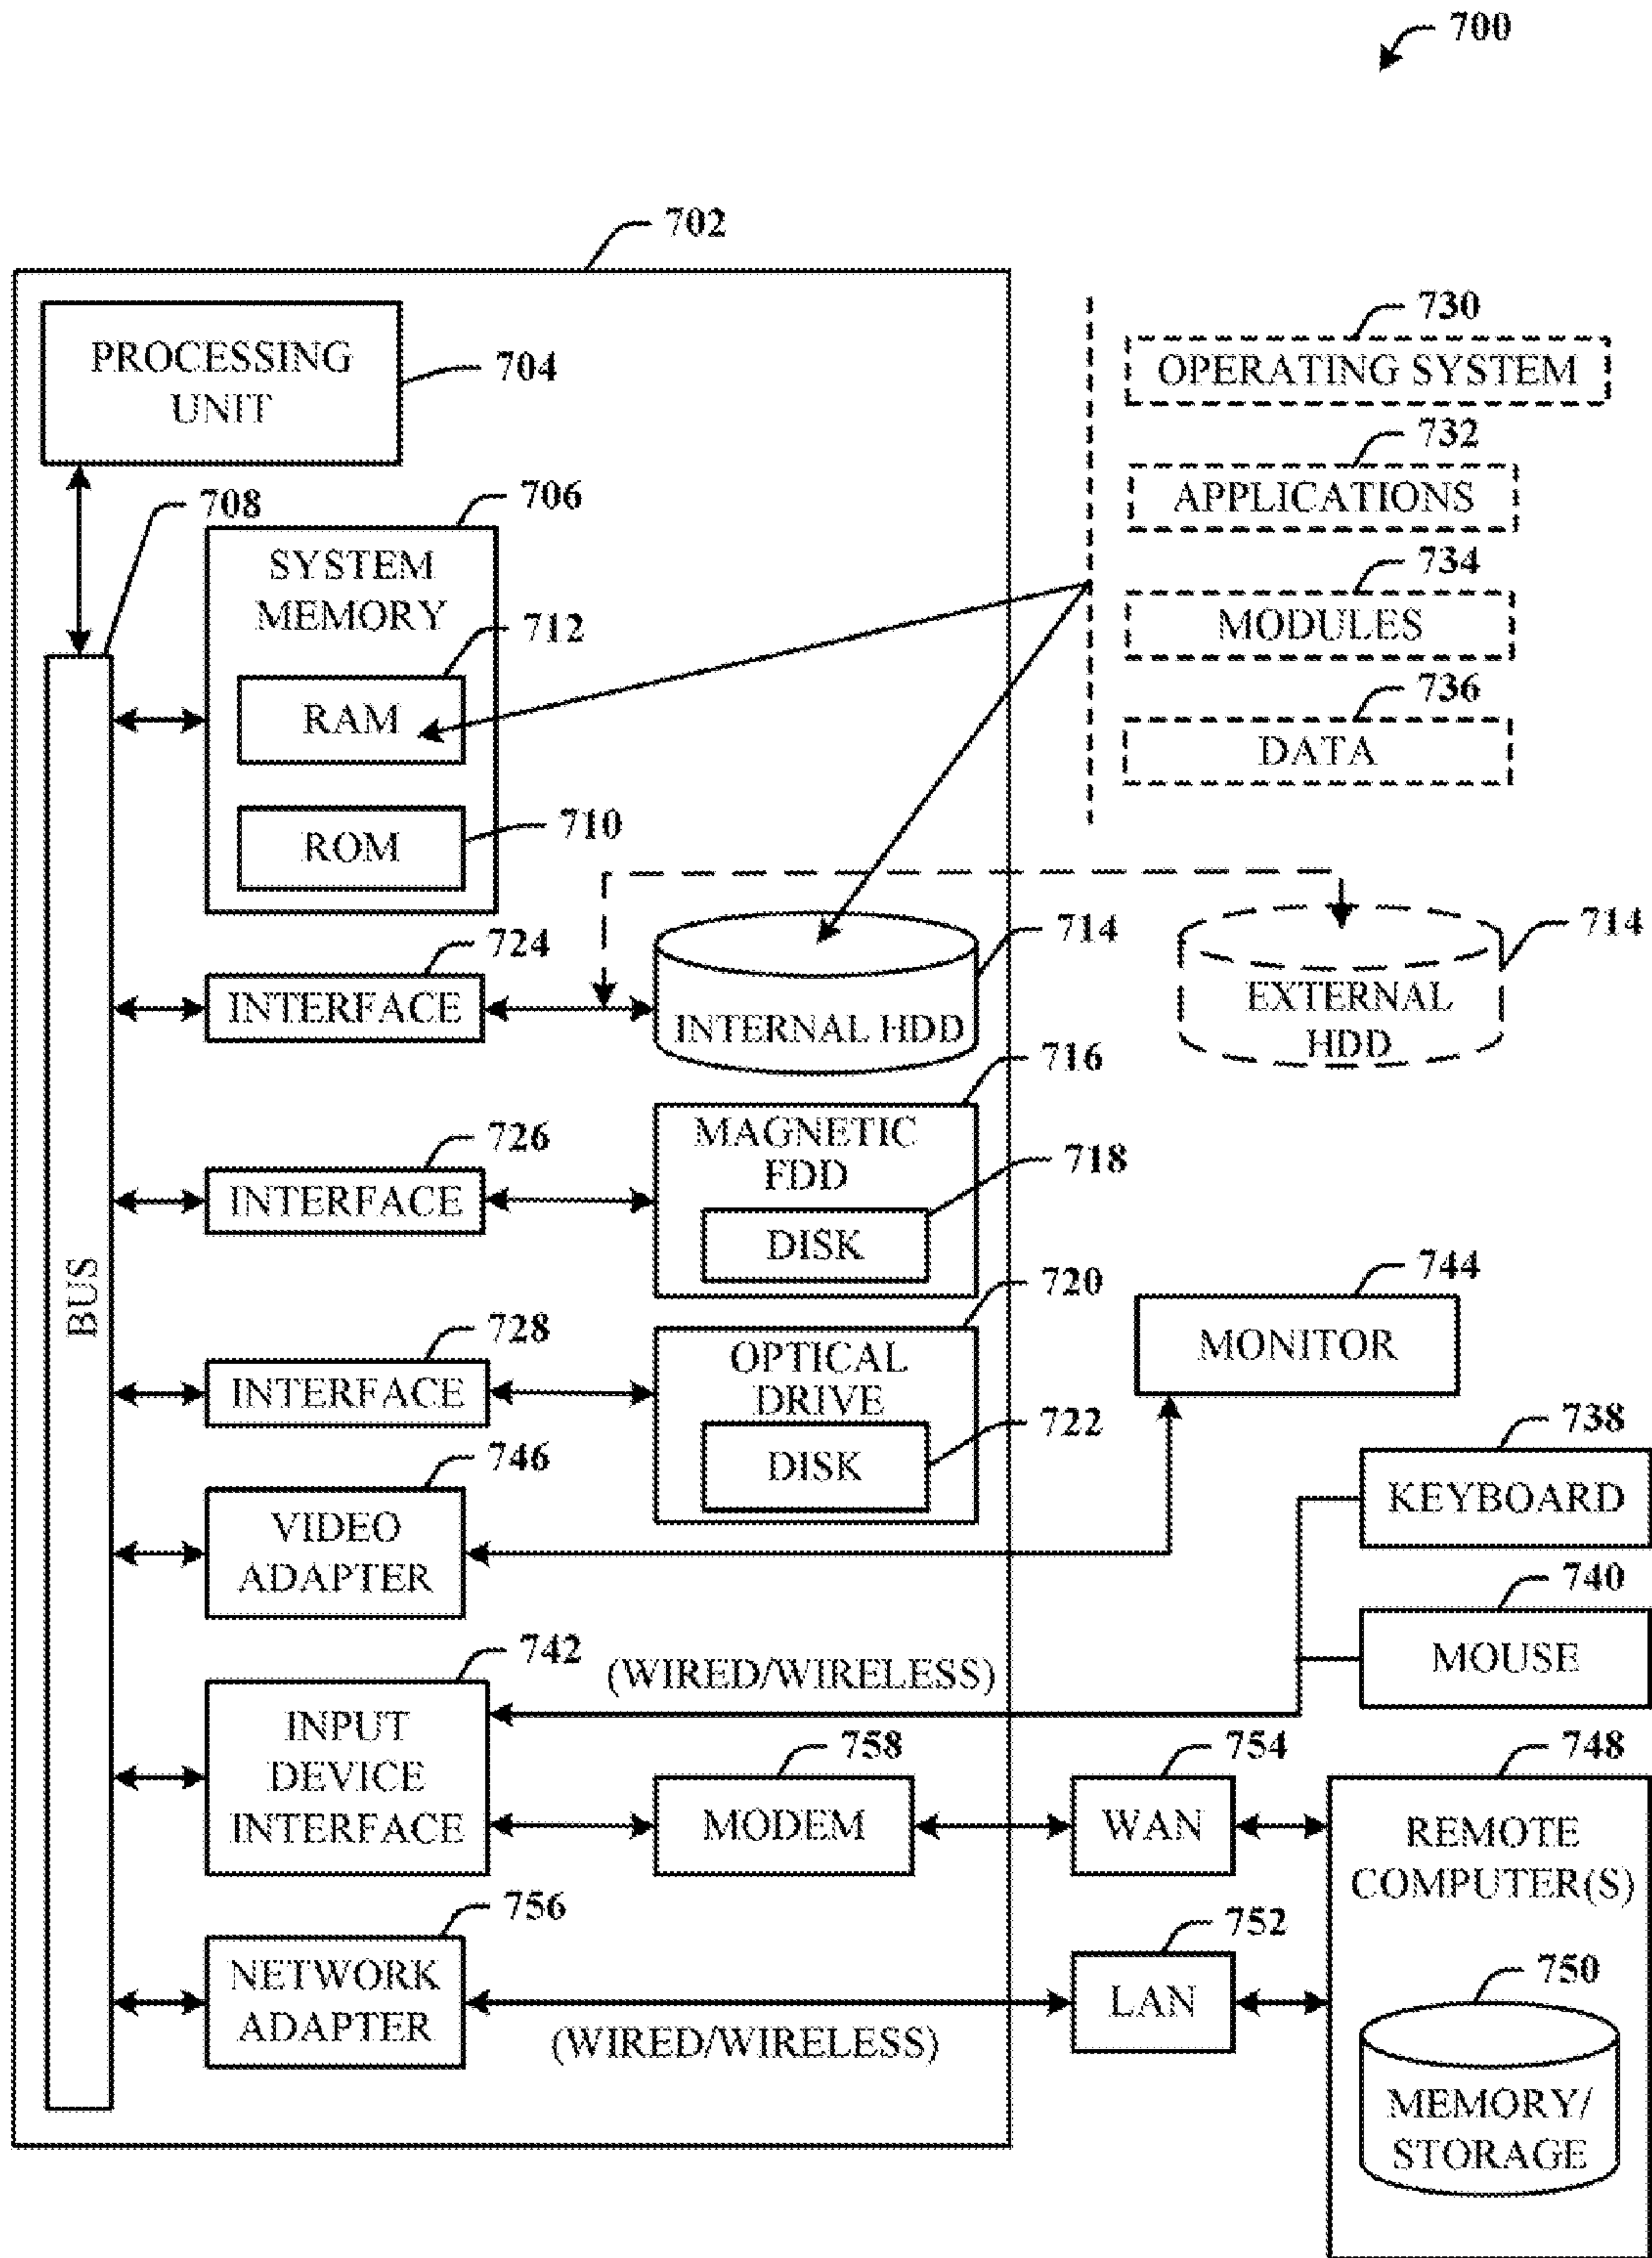 700
702
PROCESSING
UNIT
704
730
OPERATING SYSTEM
732
APPLICATIONS
734
MODULES
736
DATA
708
706
SYSTEM
MEMORY
712
RAM
710
ROM
BUS
724
INTERFACE
714
INTERNAL HDD
714
EXTERNAL
HDD
726
INTERFACE
716
MAGNETIC
FDD
718
DISK
728
INTERFACE
720
OPTICAL
DRIVE
722
DISK
744
MONITOR
746
VIDEO
ADAPTER
738
KEYBOARD
740
MOUSE
742
INPUT
DEVICE
INTERFACE
(WIRED/WIRELESS)
758
MODEM
754
WAN
748
REMOTE
COMPUTER(S)
756
NETWORK
ADAPTER
(WIRED/WIRELESS)
752
LAN
750
MEMORY/
STORAGE